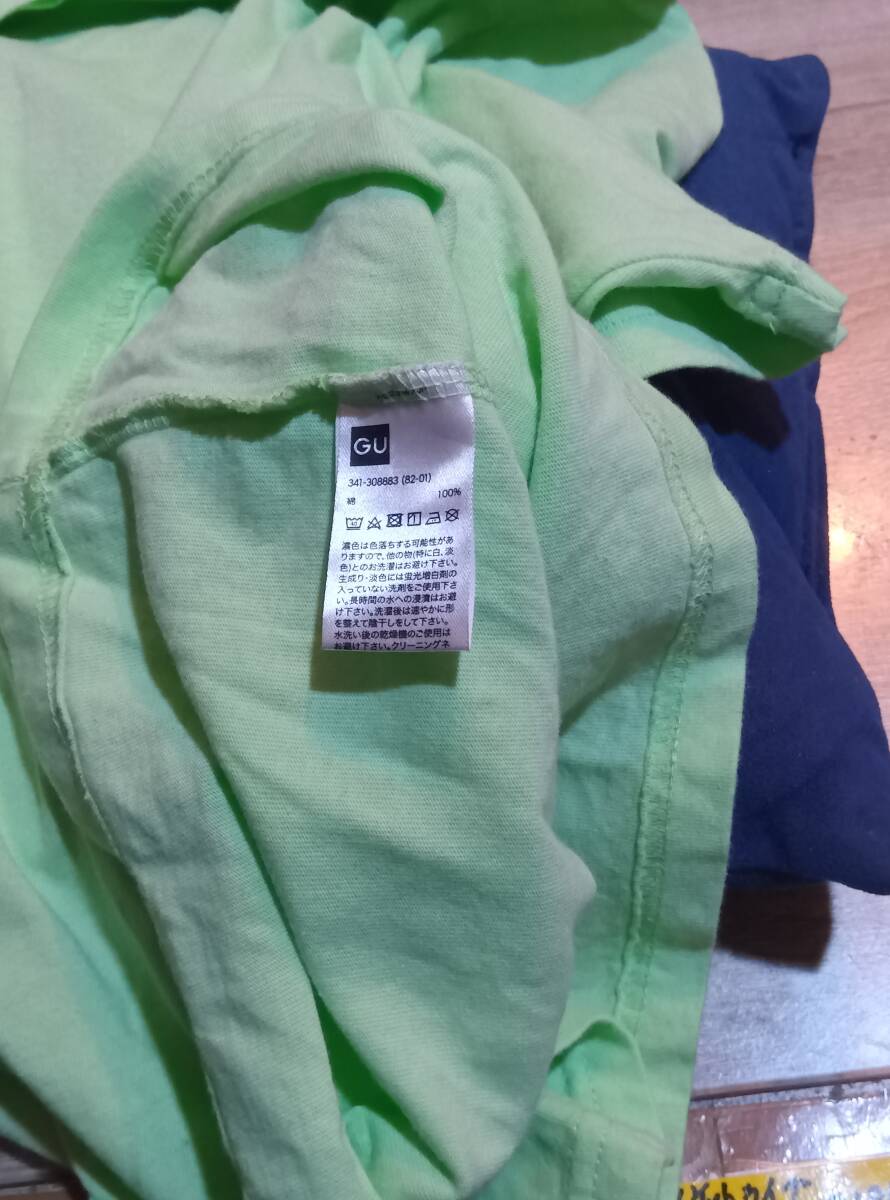 GU
341-308883 (82-01)
綿 100%
40
濃色は色落ちする可能性があ
りますので、他の物(特に白、淡
色)とのお洗濯はお避け下さい。
生成り・淡色には蛍光増白剤の
入っていない洗剤をご使用下さ
い。長時間の水への浸漬はお避
け下さい。洗濯後は速やかに形
を整えて陰干しをして下さい。
水洗い後の乾燥機のご使用は
お避け下さい。クリーニングネ